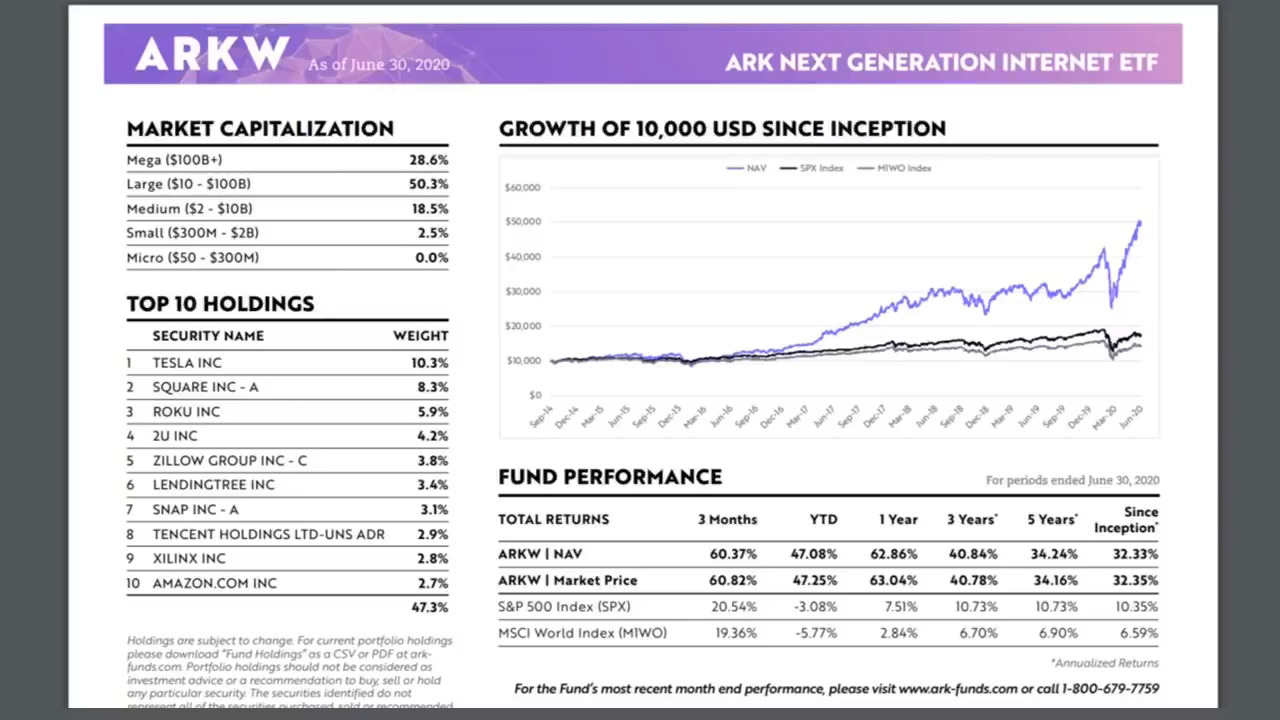 ARKW As of June 30, 2020
ARK NEXT GENERATION INTERNET ETF
MARKET CAPITALIZATION
Mega ($100B+) 28.6%
Large ($10 - $100B) 50.3%
Medium ($2 - $10B) 18.5%
Small ($300M - $2B) 2.5%
Micro ($50 - $300M) 0.0%
TOP 10 HOLDINGS
SECURITY NAME WEIGHT
1 TESLA INC 10.3%
2 SQUARE INC - A 8.3%
3 ROKU INC 5.9%
4 2U INC 4.2%
5 ZILLOW GROUP INC - C 3.8%
6 LENDINGTREE INC 3.4%
7 SNAP INC - A 3.1%
8 TENCENT HOLDINGS LTD-UNS ADR 2.9%
9 XILINX INC 2.8%
10 AMAZON.COM INC 2.7%
47.3%
Holdings are subject to change. For current portfolio holdings
please download "Fund Holdings" as a CSV or PDF at ark-
funds.com. Portfolio holdings should not be considered as
investment advice or a recommendation to buy, sell or hold
any particular security. The securities identified do not
represent all of the securities purchased, sold or recommended
GROWTH OF 10,000 USD SINCE INCEPTION
NAV SPX Index M1WO Index
$60,000
$50,000
$40,000
$30,000
$20,000
$10,000
$0
Sep-14 Dec-14 Mar-15 Jun-15 Sep-15 Dec-15 Mar-16 Jun-16 Sep-16 Dec-16 Mar-17 Jun-17 Sep-17 Dec-17 Mar-18 Jun-18 Sep-18 Dec-18 Mar-19 Jun-19 Sep-19 Dec-19 Mar-20 Jun-20
FUND PERFORMANCE For periods ended June 30, 2020
TOTAL RETURNS 3 Months YTD 1 Year 3 Years* 5 Years* Since
Inception*
ARKW | NAV 60.37% 47.08% 62.86% 40.84% 34.24% 32.33%
ARKW | Market Price 60.82% 47.25% 63.04% 40.78% 34.16% 32.35%
S&P 500 Index (SPX) 20.54% -3.08% 7.51% 10.73% 10.73% 10.35%
MSCI World Index (M1WO) 19.36% -5.77% 2.84% 6.70% 6.90% 6.59%
*Annualized Returns
For the Fund's most recent month end performance, please visit www.ark-funds.com or call 1-800-679-7759